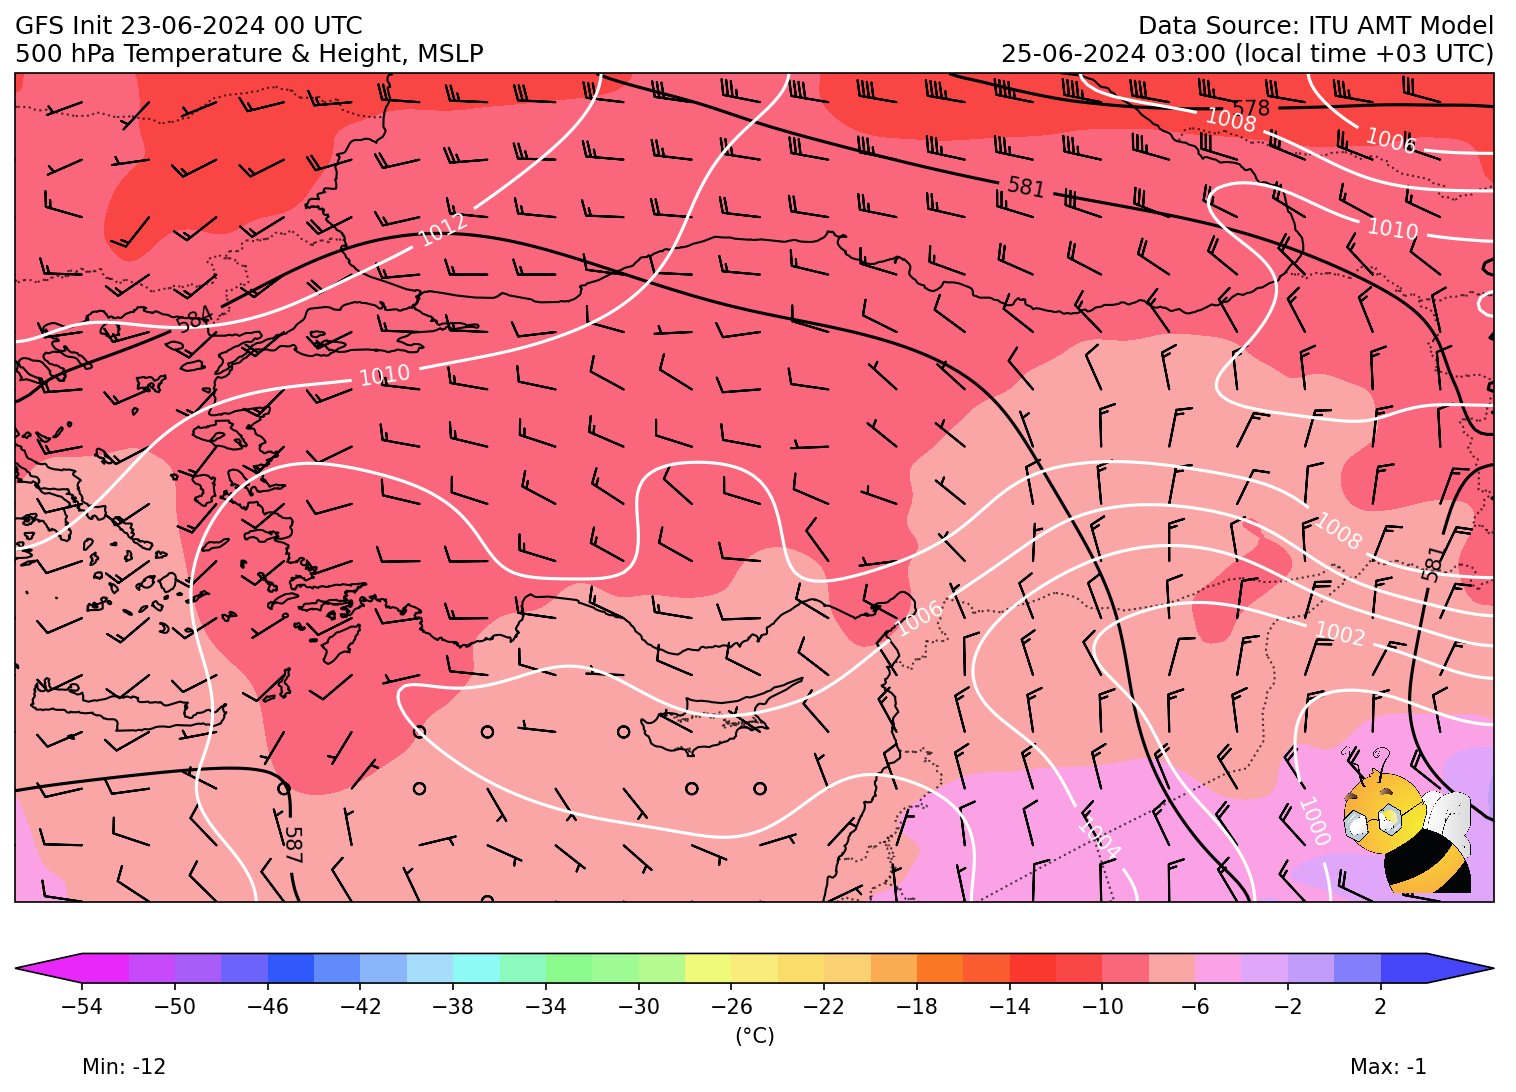 GFS Init 23-06-2024 00 UTC
Data Source: ITU AMT Model
500 hPa Temperature & Height, MSLP
25-06-2024 03:00 (local time +03 UTC)
578
1008
1006
581
1010
1012
584
1010
1008
581
1006
1002
1000
1004
587
−54 −50 −46 −42 −38 −34 −30 −26 −22 −18 −14 −10 −6 −2 2
(°C)
Min: -12
Max: -1